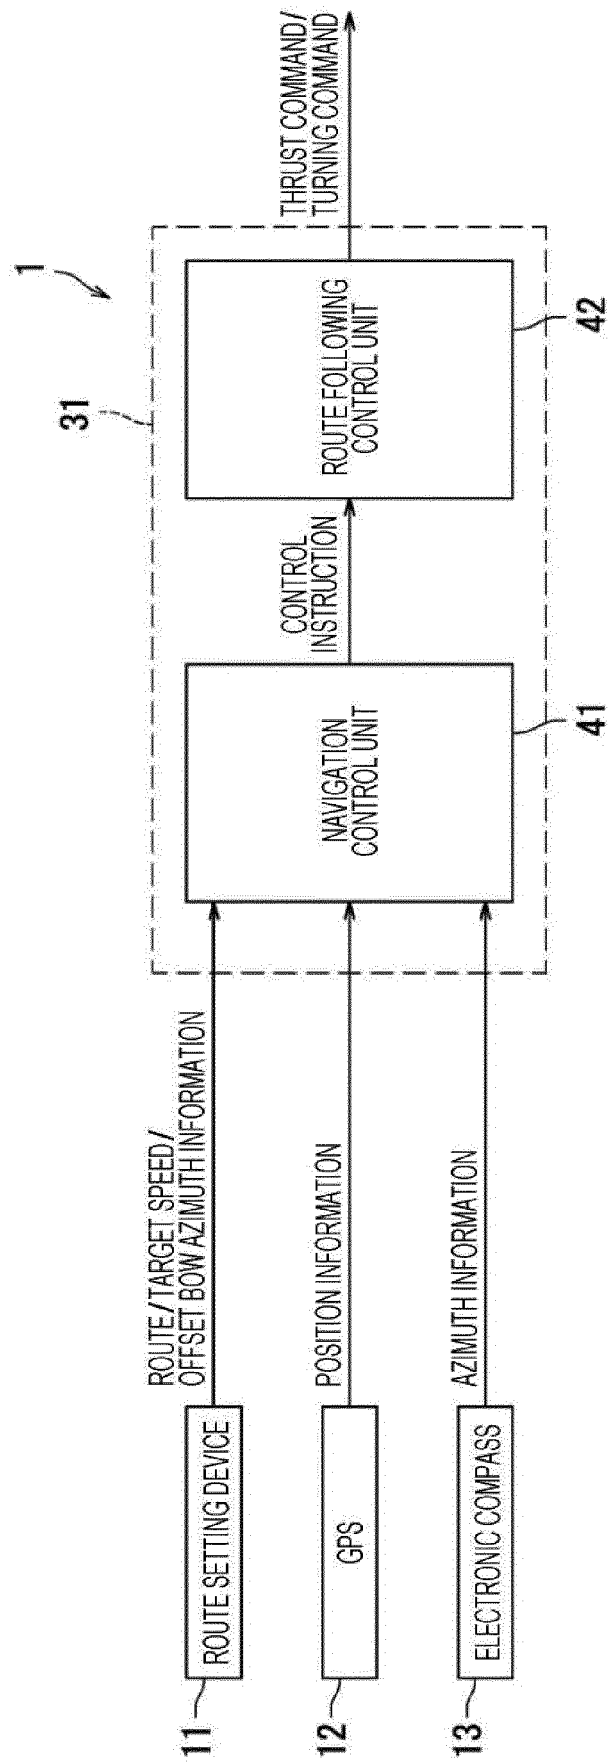 1
31
ROUTE SETTING DEVICE
11
ROUTE/TARGET SPEED/
OFFSET BOW AZIMUTH INFORMATION
GPS
12
POSITION INFORMATION
ELECTRONIC COMPASS
13
AZIMUTH INFORMATION
NAVIGATION
CONTROL UNIT
41
CONTROL
INSTRUCTION
ROUTE FOLLOWING
CONTROL UNIT
42
THRUST COMMAND/
TURNING COMMAND